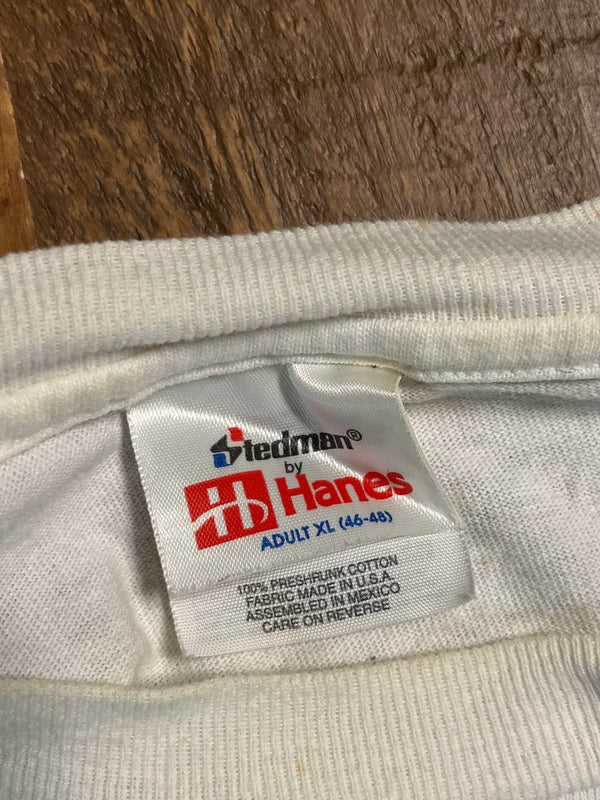 Stedman®
by
Hb Hanes
ADULT XL (46-48)
100% PRESHRUNK COTTON
FABRIC MADE IN U.S.A.
ASSEMBLED IN MEXICO
CARE ON REVERSE